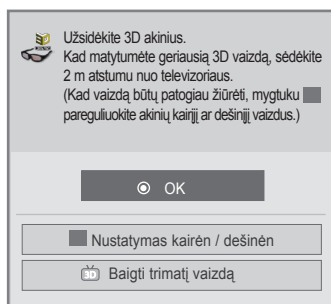 Užsidėkite 3D akinius.
Kad matytumėte geriausią 3D vaizdą, sėdėkite
2 m atstumu nuo televizoriaus.
(Kad vaizdą būtų patogiau žiūrėti, mygtuku
pareguliuokite akinių kairįjį ar dešinįjį vaizdus.)
OK
Nustatymas kairėn / dešinėn
3D Baigti trimatį vaizdą